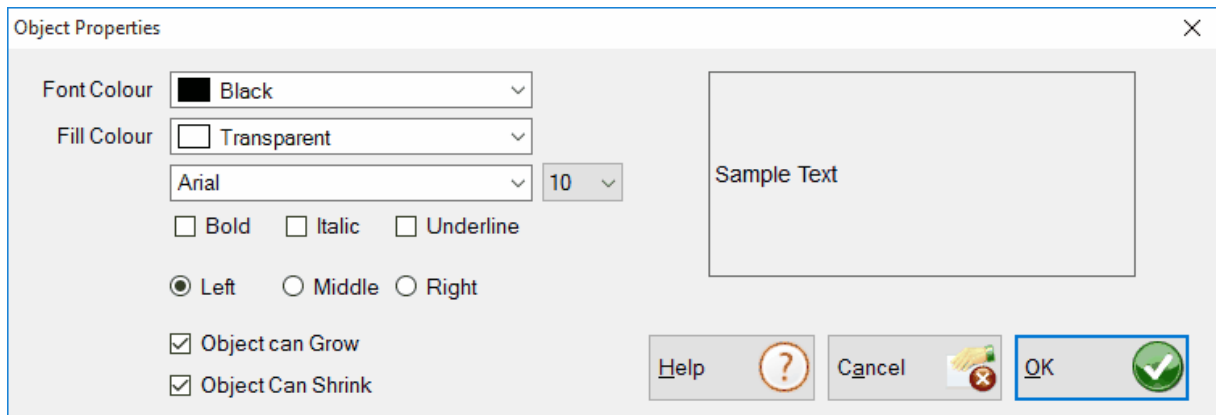 Object Properties
Font Colour Black
Fill Colour Transparent
Arial 10
Bold Italic Underline
Left Middle Right
Object can Grow
Object Can Shrink
Sample Text
Help ? Cancel OK